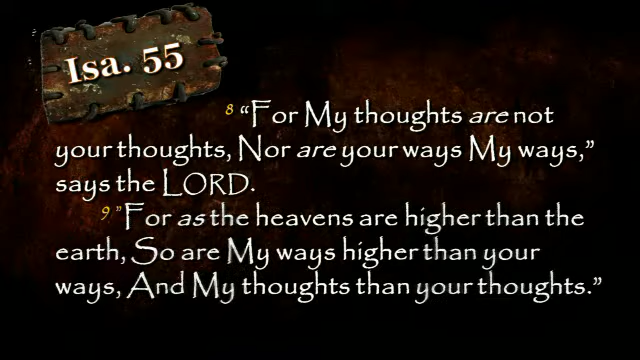 Isa. 55
8 “For My thoughts are not
your thoughts, Nor are your ways My ways,”
says the LORD.
9 ”For as the heavens are higher than the
earth, So are My ways higher than your
ways, And My thoughts than your thoughts.”